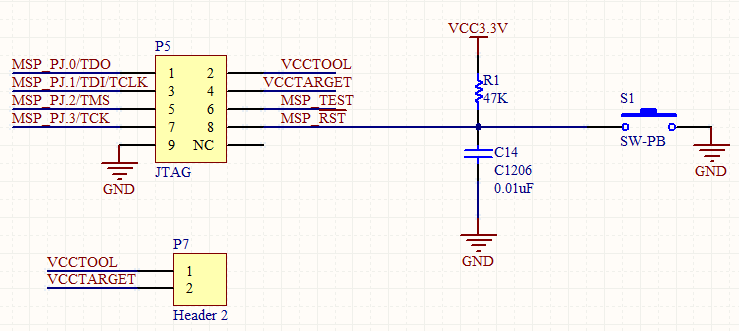 VCC3.3V
P5
MSP_PJ.0/TDO 1 2 VCCTOOL
MSP_PJ.1/TDI/TCLK 3 4 VCCTARGET
MSP_PJ.2/TMS 5 6 MSP_TEST
MSP_PJ.3/TCK 7 8 MSP_RST
9 NC
GND
JTAG
R1
47K
S1
SW-PB
GND
C14
C1206
0.01uF
GND
P7
VCCTOOL 1
VCCTARGET 2
Header 2